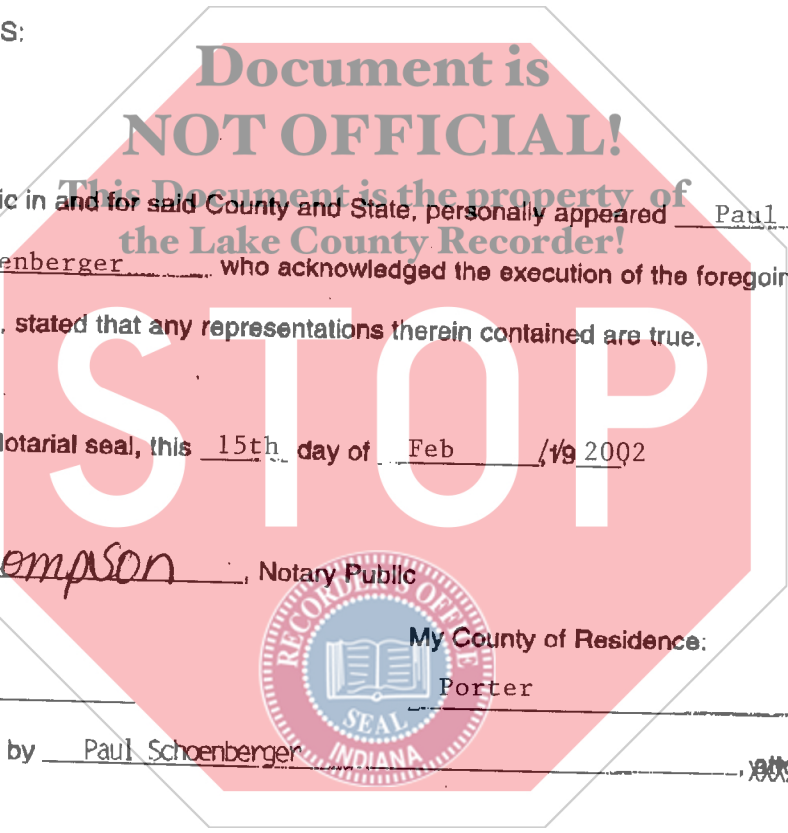 S:
Document is
NOT OFFICIAL!
This Document is the property of
the Lake County Recorder!
ic in and for said County and State, personally appeared Paul
enberger who acknowledged the execution of the foregoin
, stated that any representations therein contained are true.
STOP
Notarial seal, this 15th day of Feb /19 2002
ompson, Notary Public
RECORDER'S OFFICE
SEAL
INDIANA
My County of Residence:
Porter
by Paul Schoenberger,